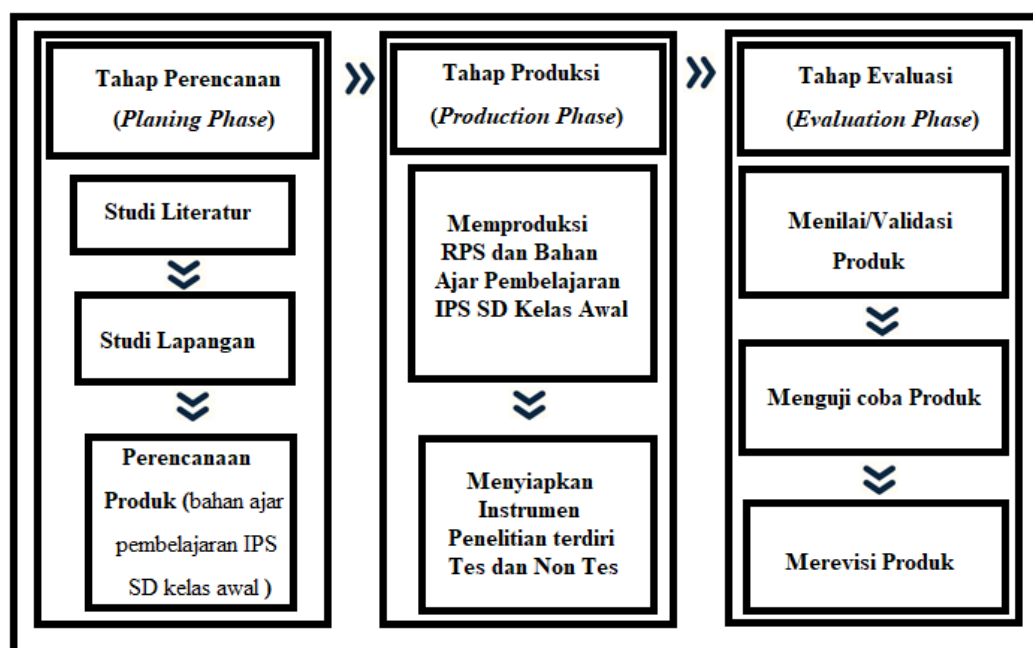 Tahap Perencanan
(Planing Phase)
Studi Literatur
Studi Lapangan
Perencanaan
Produk (bahan ajar
pembelajaran IPS
SD kelas awal )
Tahap Produksi
(Production Phase)
Memproduksi
RPS dan Bahan
Ajar Pembelajaran
IPS SD Kelas Awal
Menyiapkan
Instrumen
Penelitian terdiri
Tes dan Non Tes
Tahap Evaluasi
(Evaluation Phase)
Menilai/Validasi
Produk
Menguji coba Produk
Merevisi Produk